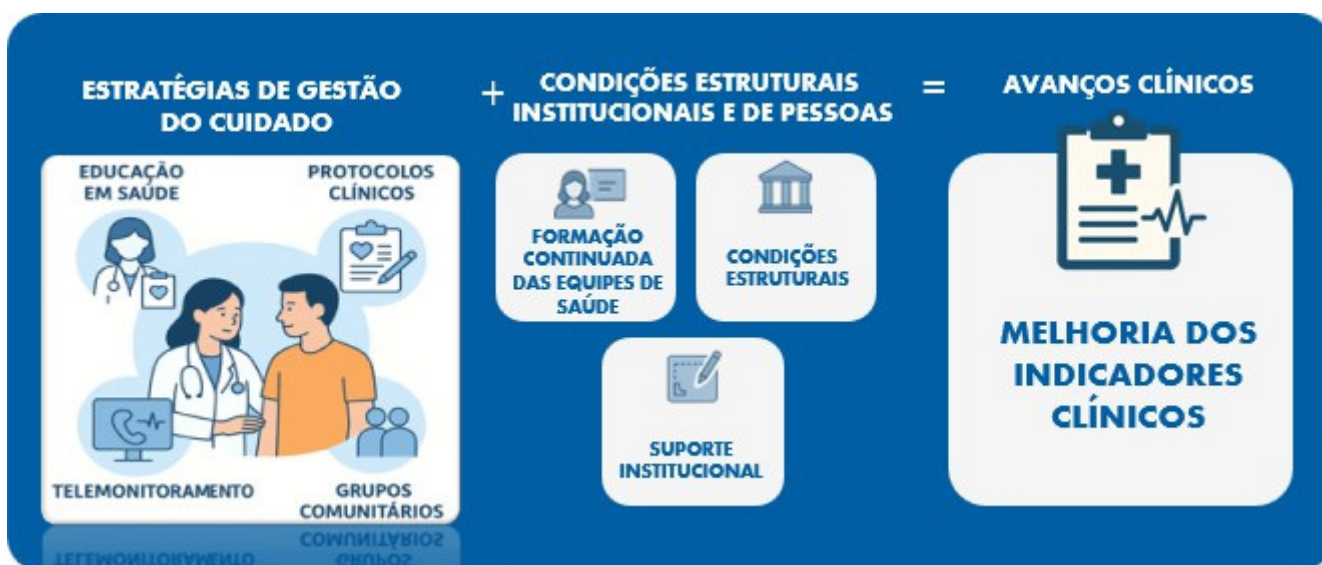 ESTRATÉGIAS DE GESTÃO
DO CUIDADO
+
CONDIÇÕES ESTRUTURAIS
INSTITUCIONAIS E DE PESSOAS
=
AVANÇOS CLÍNICOS
EDUCAÇÃO
EM SAÚDE
PROTOCOLOS
CLÍNICOS
TELEMONITORAMENTO
GRUPOS
COMUNITÁRIOS
FORMAÇÃO
CONTINUADA
DAS EQUIPES DE
SAÚDE
CONDIÇÕES
ESTRUTURAIS
SUPORTE
INSTITUCIONAL
MELHORIA DOS
INDICADORES
CLÍNICOS